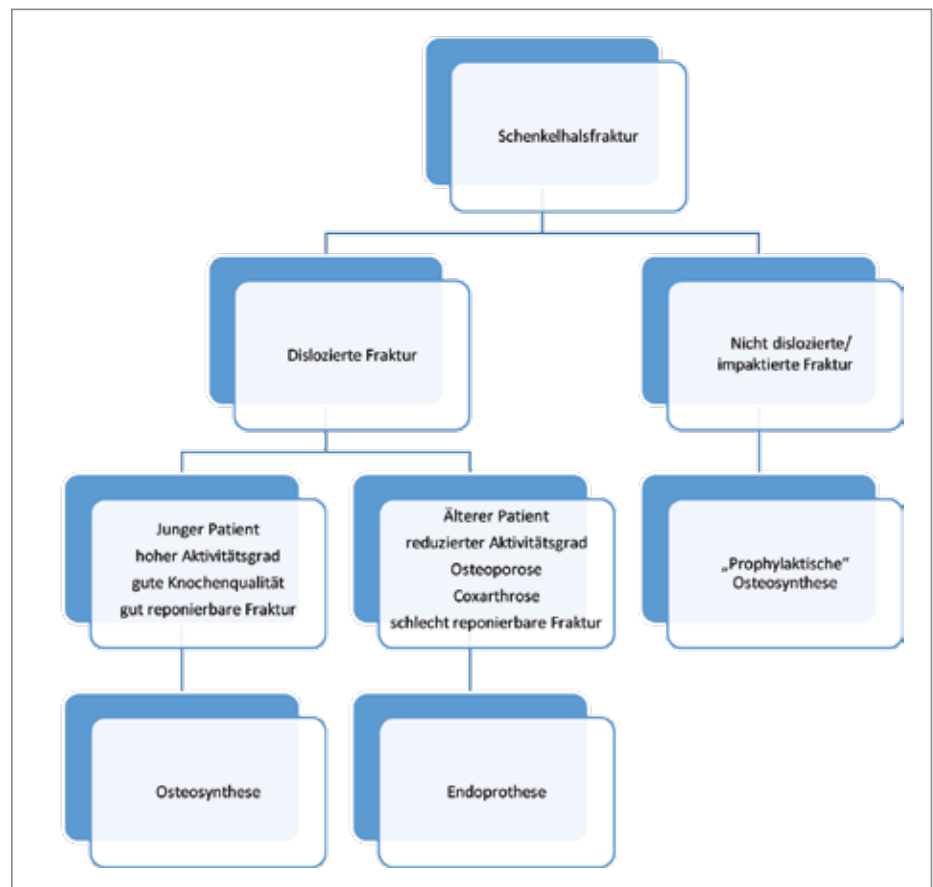 Schenkelhalsfraktur
Dislozierte Fraktur
Nicht dislozierte/
impaktierte Fraktur
Junger Patient
hoher Aktivitätsgrad
gute Knochenqualität
gut reponierbare Fraktur
Älterer Patient
reduzierter Aktivitätsgrad
Osteoporose
Coxarthrose
schlecht reponierbare Fraktur
„Prophylaktische“
Osteosynthese
Osteosynthese
Endoprothese